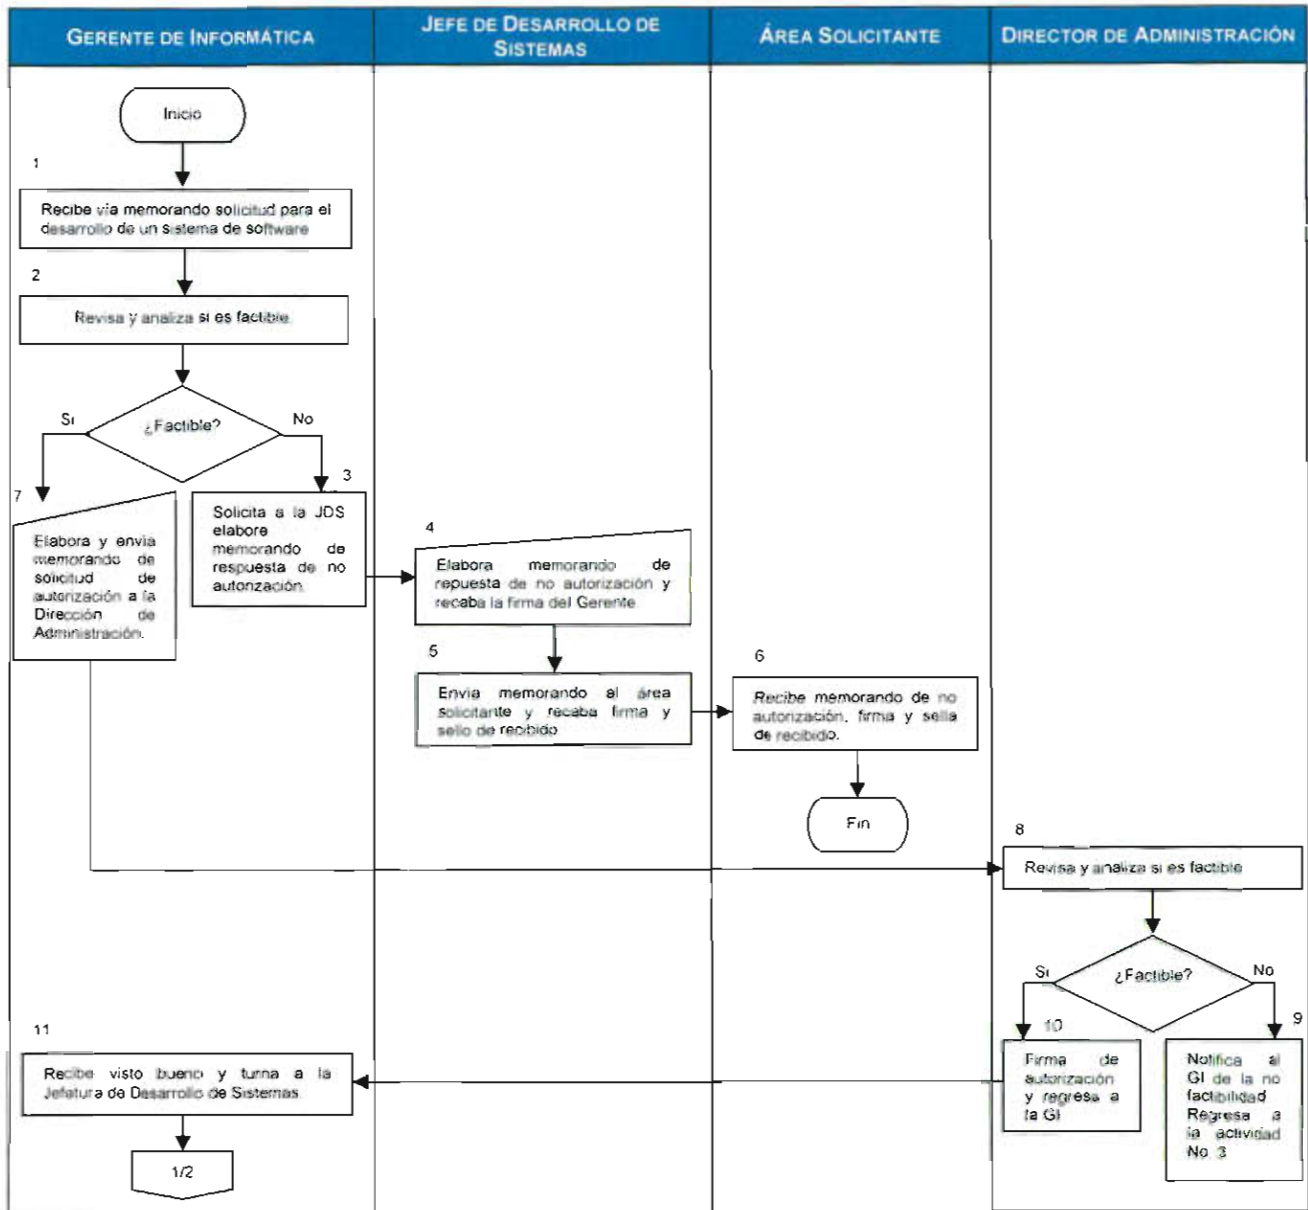 GERENTE DE INFORMÁTICA
JEFE DE DESARROLLO DE
SISTEMAS
ÁREA SOLICITANTE
DIRECTOR DE ADMINISTRACIÓN
Inicio
1
Recibe vía memorando solicitud para el
desarrollo de un sistema de software
2
Revisa y analiza si es factible.
¿Factible?
Si
No
3
Solicita a la JDS
elabore
memorando de
respuesta de no
autorización.
4
Elabora memorando de
repuesta de no autorización y
recaba la firma del Gerente
5
Envia memorando al área
solicitante y recaba firma y
sello de recibido
6
Recibe memorando de no
autorización, firma y sella
de recibido.
Fin
7
Elabora y envia
memorando de
solicitud de
autorización a la
Dirección de
Administración.
8
Revisa y analiza si es factible
¿Factible?
Si
No
9
Notifica al
GI de la no
factibilidad
Regresa a
la actividad
No. 3
10
Firma de
autorización
y regresa a
la GI
11
Recibe visto bueno y turna a la
Jefatura de Desarrollo de Sistemas.
1/2